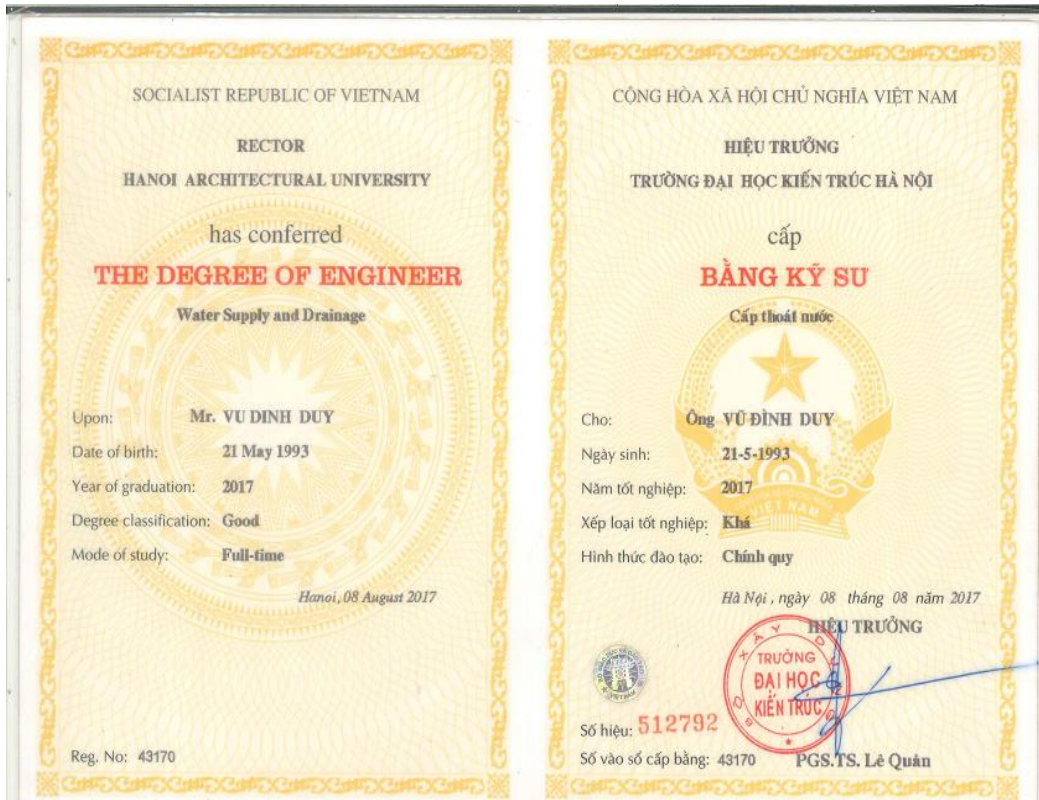 SOCIALIST REPUBLIC OF VIETNAM
RECTOR
HANOI ARCHITECTURAL UNIVERSITY
has conferred
THE DEGREE OF ENGINEER
Water Supply and Drainage
Upon: Mr. VU DINH DUY
Date of birth: 21 May 1993
Year of graduation: 2017
Degree classification: Good
Mode of study: Full-time
Hanoi, 08 August 2017
Reg. No: 43170
CỘNG HÒA XÃ HỘI CHỦ NGHĨA VIỆT NAM
HIỆU TRƯỞNG
TRƯỜNG ĐẠI HỌC KIẾN TRÚC HÀ NỘI
cấp
BẰNG KỸ SƯ
Cấp thoát nước
Cho: Ông VŨ ĐÌNH DUY
Ngày sinh: 21-5-1993
Năm tốt nghiệp: 2017
VIET NAM
Xếp loại tốt nghiệp: Khá
Hình thức đào tạo: Chính quy
Hà Nội, ngày 08 tháng 08 năm 2017
HIỆU TRƯỞNG
TRƯỜNG
ĐẠI HỌC
KIẾN TRÚC
Số hiệu: 512792
Số vào sổ cấp bằng: 43170
PGS.TS. Lê Quân